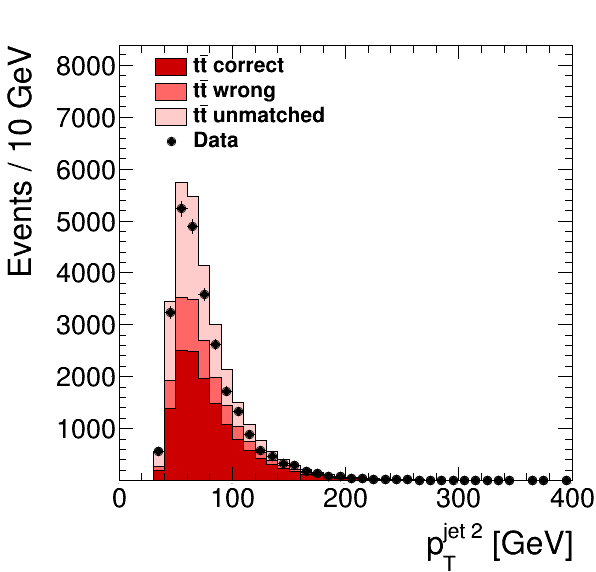 Events / 10 GeV
8000
7000
6000
5000
4000
3000
2000
1000
tt̄ correct
tt̄ wrong
tt̄ unmatched
Data
0 100 200 300 400
p_T^{jet 2} [GeV]